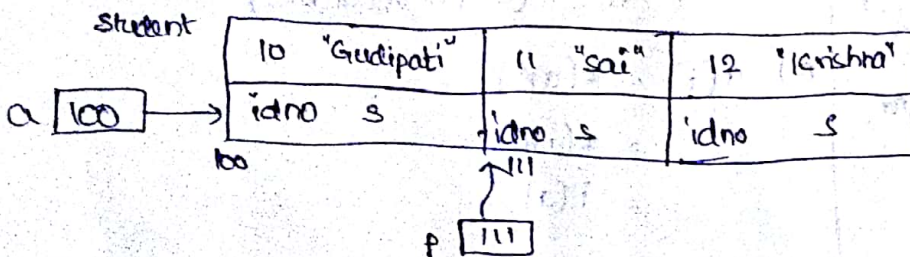 Student
10 "Gudipati" 11 "Sai" 12 "Krishna"
a 100 idno s idno s idno s
100 111
P 111